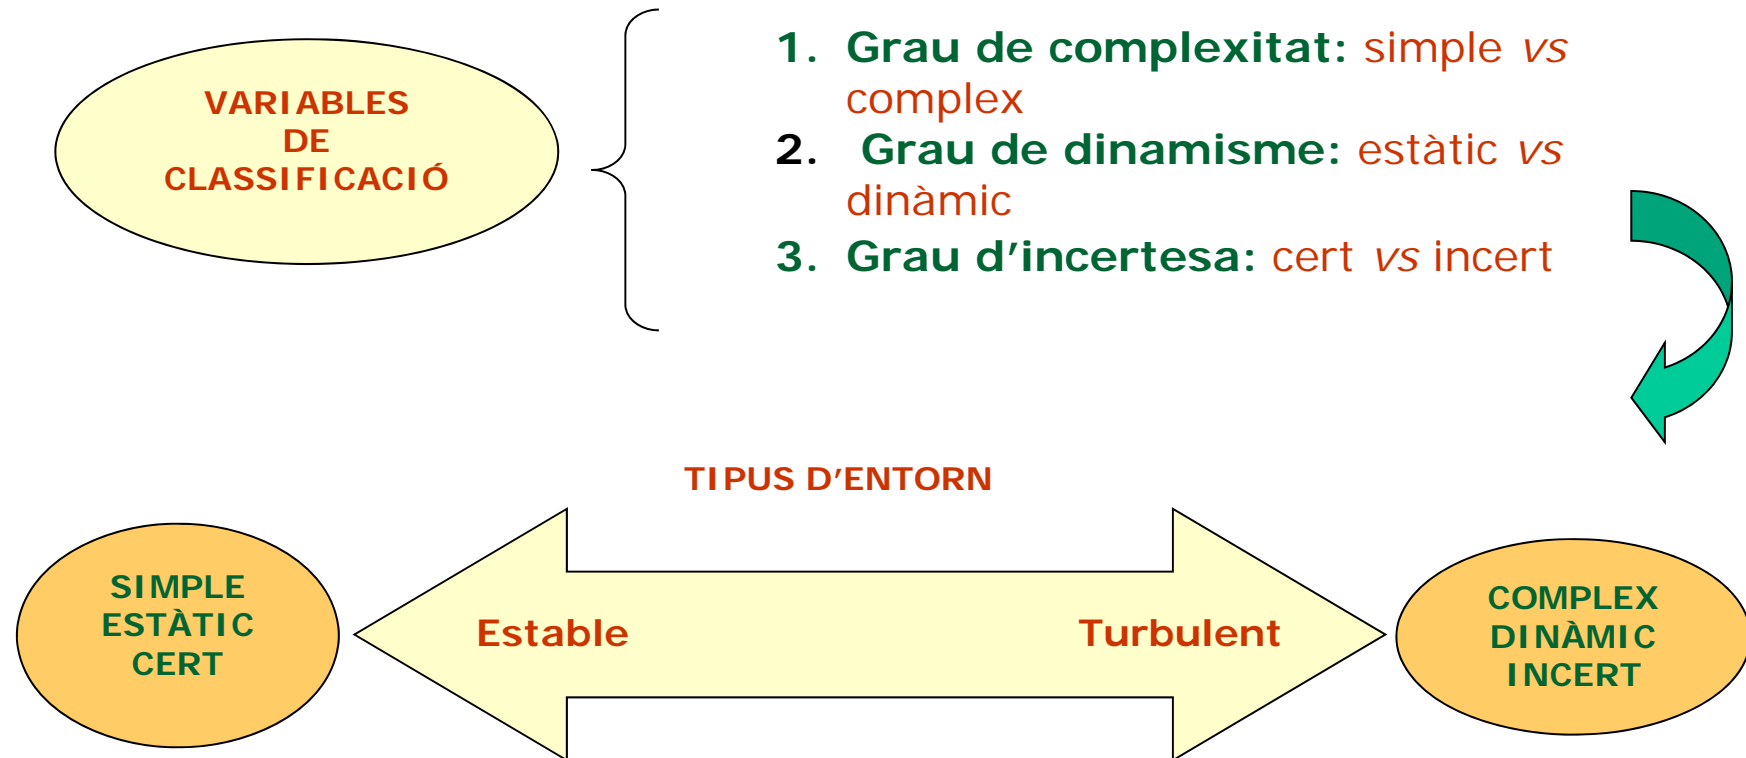 VARIABLES
DE
CLASSIFICACIÓ
1. Grau de complexitat: simple vs
complex
2. Grau de dinamisme: estàtic vs
dinàmic
3. Grau d’incertesa: cert vs incert
TIPUS D’ENTORN
SIMPLE
ESTÀTIC
CERT
Estable
Turbulent
COMPLEX
DINÀMIC
INCERT